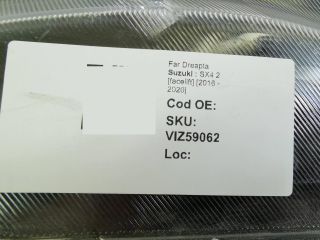 Far Dreapta
Suzuki : SX4 2
[facelift] [2016 -
2020]
Cod OE:
SKU:
VIZ59062
Loc: